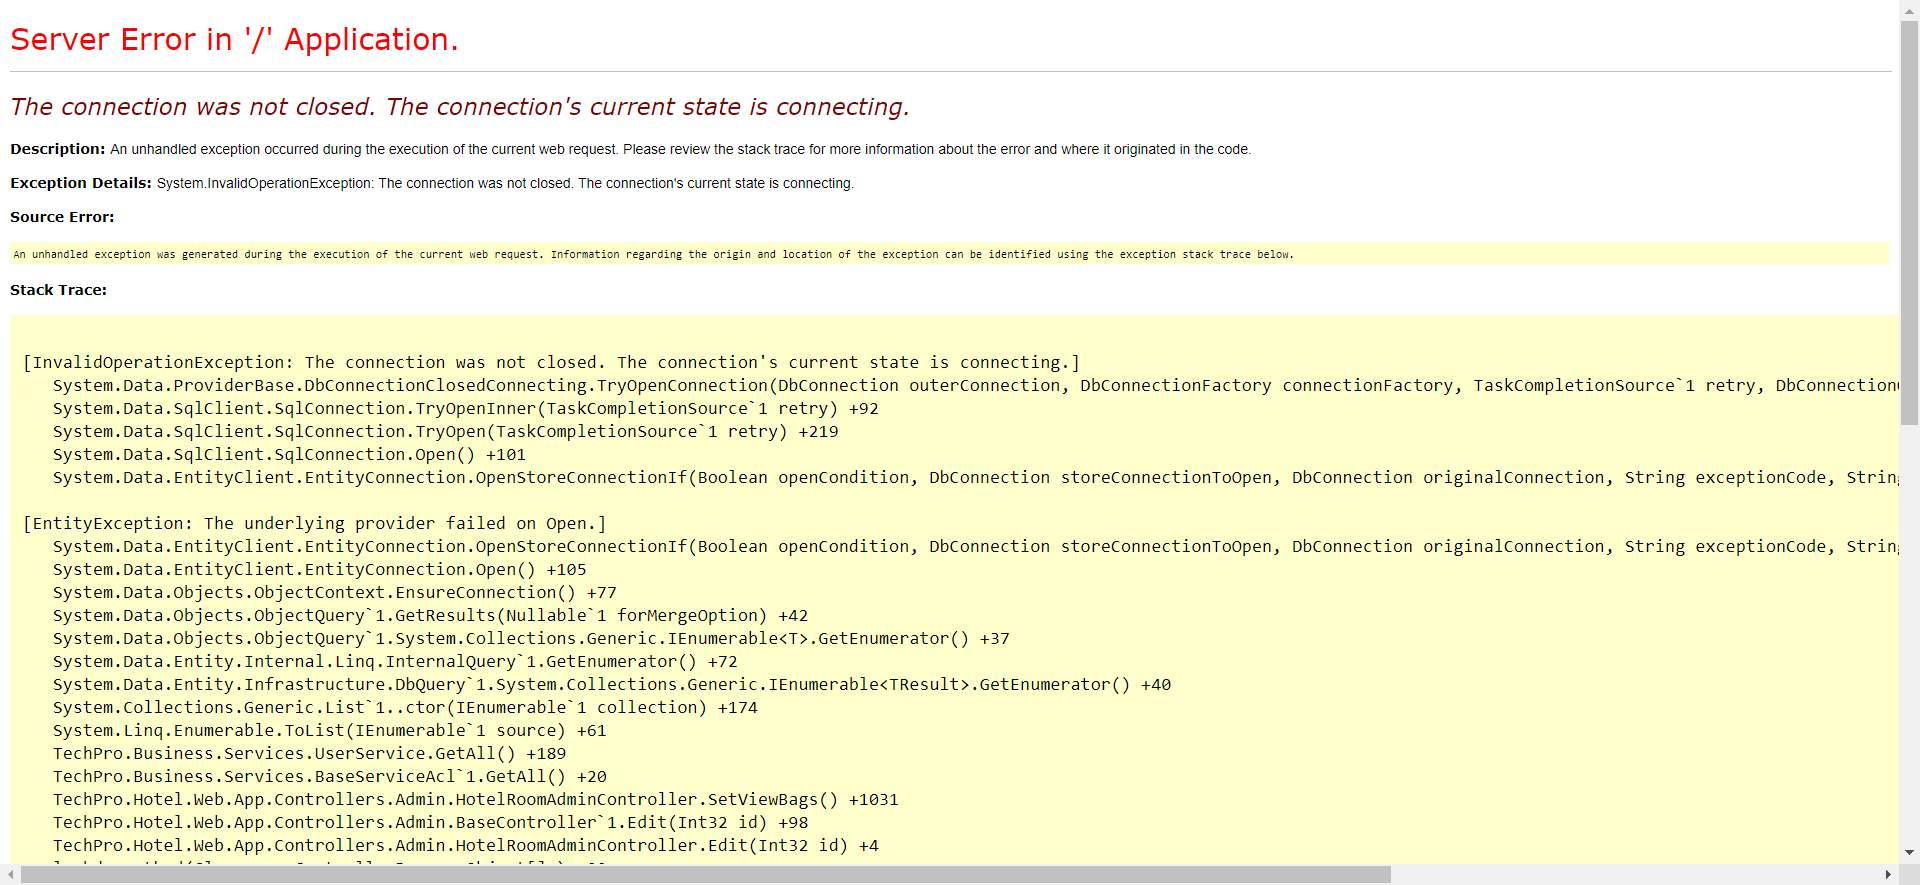 Server Error in '/' Application.
The connection was not closed. The connection's current state is connecting.
Description: An unhandled exception occurred during the execution of the current web request. Please review the stack trace for more information about the error and where it originated in the code.
Exception Details: System.InvalidOperationException: The connection was not closed. The connection's current state is connecting.
Source Error:
An unhandled exception was generated during the execution of the current web request. Information regarding the origin and location of the exception can be identified using the exception stack trace below.
Stack Trace:
[InvalidOperationException: The connection was not closed. The connection's current state is connecting.]
System.Data.ProviderBase.DbConnectionClosedConnecting.TryOpenConnection(DbConnection outerConnection, DbConnectionFactory connectionFactory, TaskCompletionSource`1 retry, DbConnection
System.Data.SqlClient.SqlConnection.TryOpenInner(TaskCompletionSource`1 retry) +92
System.Data.SqlClient.SqlConnection.TryOpen(TaskCompletionSource`1 retry) +219
System.Data.SqlClient.SqlConnection.Open() +101
System.Data.EntityClient.EntityConnection.OpenStoreConnectionIf(Boolean openCondition, DbConnection storeConnectionToOpen, DbConnection originalConnection, String exceptionCode, Strin
[EntityException: The underlying provider failed on Open.]
System.Data.EntityClient.EntityConnection.OpenStoreConnectionIf(Boolean openCondition, DbConnection storeConnectionToOpen, DbConnection originalConnection, String exceptionCode, Strin
System.Data.EntityClient.EntityConnection.Open() +105
System.Data.Objects.ObjectContext.EnsureConnection() +77
System.Data.Objects.ObjectQuery`1.GetResults(Nullable`1 forMergeOption) +42
System.Data.Objects.ObjectQuery`1.System.Collections.Generic.IEnumerable<T>.GetEnumerator() +37
System.Data.Entity.Internal.Linq.InternalQuery`1.GetEnumerator() +72
System.Data.Entity.Infrastructure.DbQuery`1.System.Collections.Generic.IEnumerable<TResult>.GetEnumerator() +40
System.Collections.Generic.List`1..ctor(IEnumerable`1 collection) +174
System.Linq.Enumerable.ToList(IEnumerable`1 source) +61
TechPro.Business.Services.UserService.GetAll() +189
TechPro.Business.Services.BaseServiceAcl`1.GetAll() +20
TechPro.Hotel.Web.App.Controllers.Admin.HotelRoomAdminController.SetViewBags() +1031
TechPro.Hotel.Web.App.Controllers.Admin.BaseController`1.Edit(Int32 id) +98
TechPro.Hotel.Web.App.Controllers.Admin.HotelRoomAdminController.Edit(Int32 id) +4